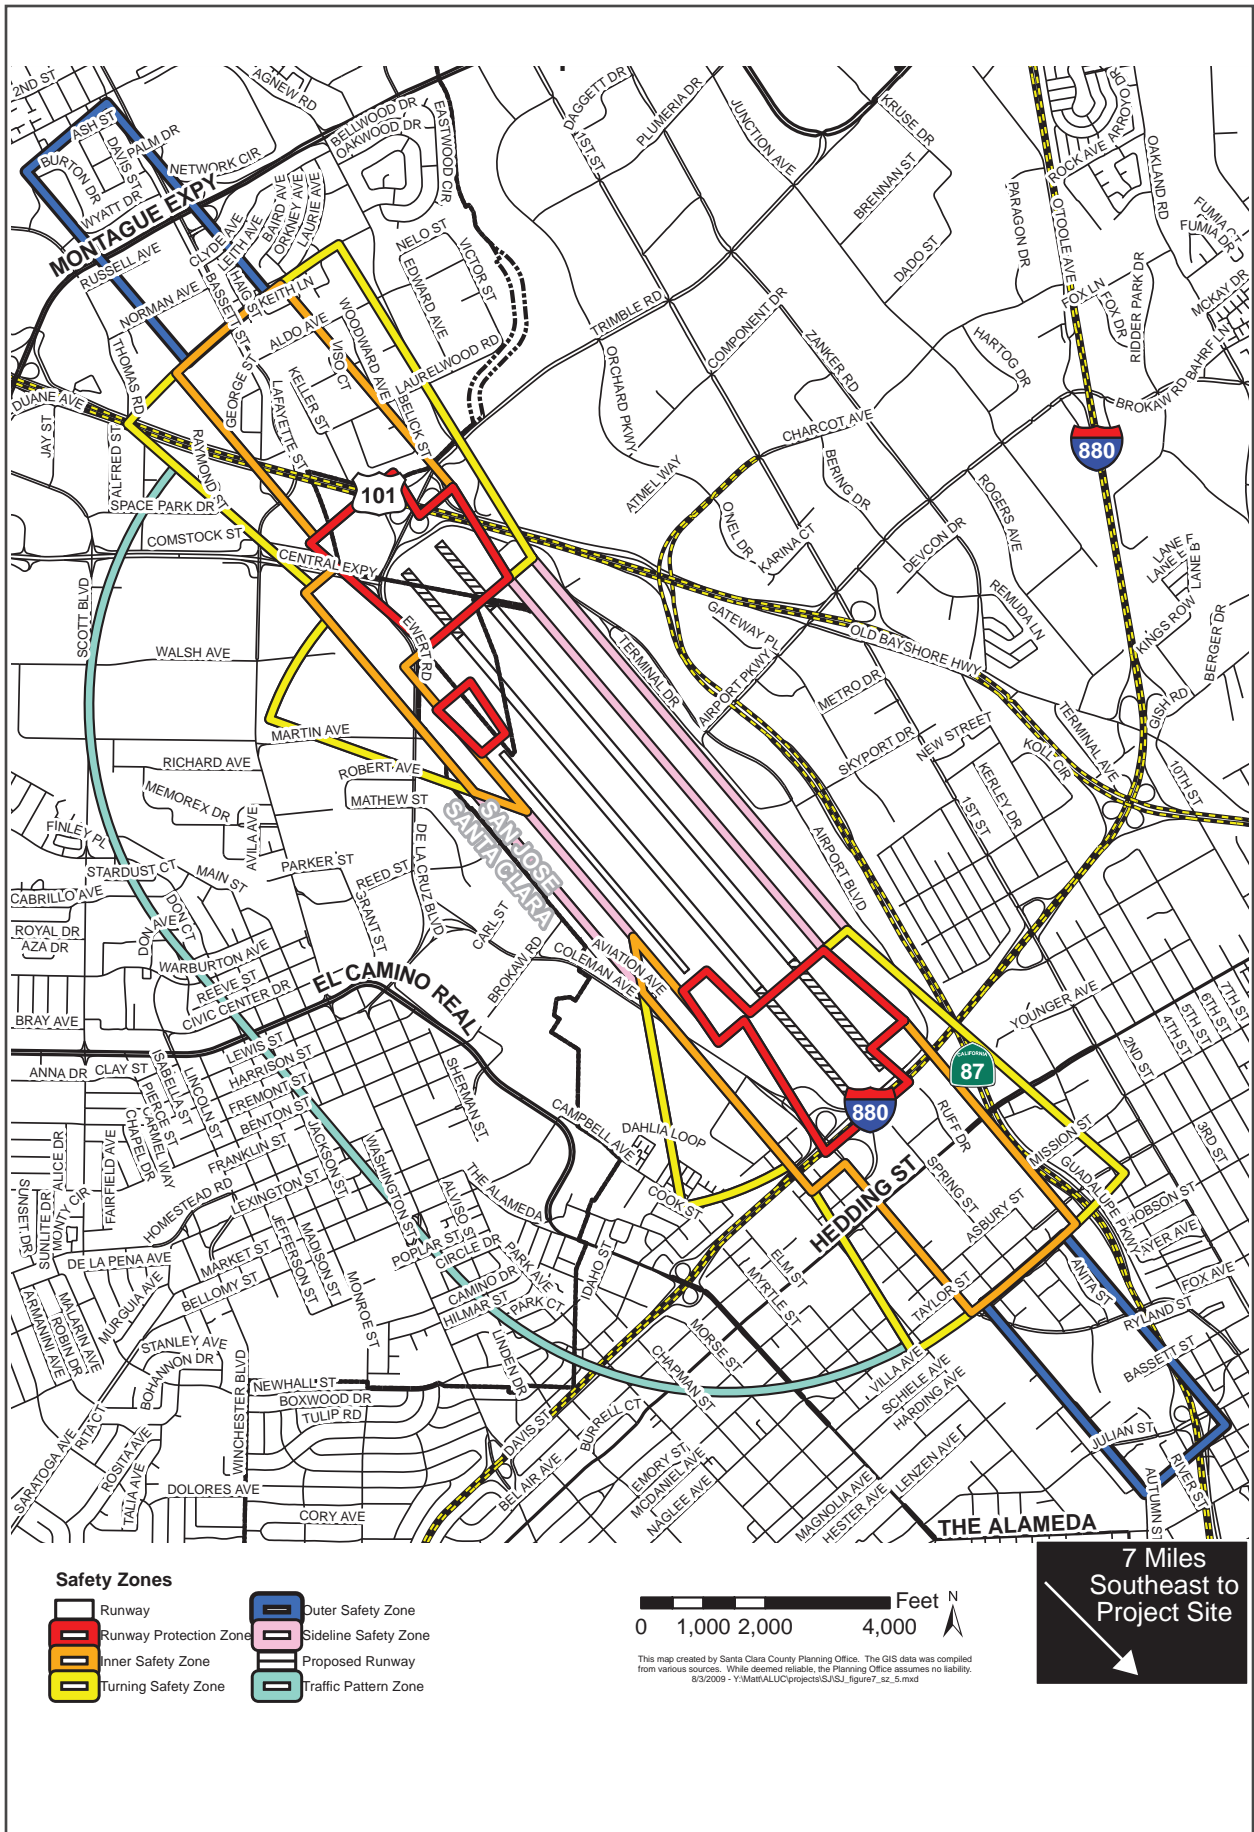 2ND ST
AGNEW RD
DAGGETT DR
1ST ST
PLUMERIA DR
JUNCTION AVE
KRUSE DR
ROCK AVE
ARROYO DR
OAKLAND RD
ASH ST
DAVIS ST
PALM DR
BURTON DR
WYATT DR
NETWORK CIR
BELLWOOD DR
OAKWOOD DR
EASTWOOD CIR
BRENNAN ST
PARAGON DR
OTOOLE AVE
FUMIA CT
FUMIA DR
MONTAGUE EXPY
RUSSELL AVE
CLYDE AVE
LEITH AVE
BAIRD AVE
ORKNEY AVE
LAURIE AVE
HAIG ST
BASSETT ST
KEITH LN
NELO ST
EDWARD AVE
VICTOR ST
DADO ST
FOX LN
FOX DR
RIDDER PARK DR
MCKAY DR
NORMAN AVE
ALDO AVE
WOODWARD AVE
VISO CT
LAURELWOOD RD
TRIMBLE RD
COMPONENT DR
ZANKER RD
HARTOG DR
BROKAW RD
THOMAS RD
GEORGE ST
LAFAYETTE ST
KELLER ST
BELICK ST
ORCHARD PKWY
DUANE AVE
JAY ST
ALFRED ST
RAYMOND ST
CHARCOT AVE
880
SPACE PARK DR
101
ATMEL WAY
BERING DR
ROGERS AVE
COMSTOCK ST
CENTRAL EXPY
O'NEL DR
KARINA CT
DEVCON DR
LANE F
LANE E
LANE B
SCOTT BLVD
WALSH AVE
EWERT RD
TERMINAL DR
GATEWAY PL
AIRPORT PKWY
OLD BAYSHORE HWY
REMUDA LN
KINGS ROW
BERGER DR
MARTIN AVE
METRO DR
GISH RD
RICHARD AVE
ROBERT AVE
SKYPORT DR
NEW STREET
KOLL CIR
TERMINAL AVE
10TH ST
MEMOREX DR
MATHEW ST
KERLEY DR
1ST ST
FINLEY PL
AVILA AVE
SAN JOSE
SANTA CLARA
STARDUST CT
MAIN ST
PARKER ST
REED ST
GRANT ST
DE LA CRUZ BLVD
AIRPORT BLVD
CABRILLO AVE
DON CT
DON AVE
CARL ST
ROYAL DR
AZA DR
WARBURTON AVE
REEVE ST
CIVIC CENTER DR
EL CAMINO REAL
BROKAW RD
AVIATION AVE
COLEMAN AVE
BRAY AVE
YOUNGER AVE
7TH ST
6TH ST
5TH ST
4TH ST
LEWIS ST
HARRISON ST
FREMONT ST
BENTON ST
FRANKLIN ST
ANNA DR
CLAY ST
ISABELLA ST
LINCOLN ST
PIERCE ST
CARMEL WAY
CHAPEL DR
SHERMAN ST
CALIFORNIA
87
2ND ST
880
CAMPBELL AVE
DAHLIA LOOP
RUFF DR
MISSION ST
3RD ST
ALICE DR
FAIRFIELD AVE
JACKSON ST
WASHINGTON ST
THE ALAMEDA
COOK ST
HEDDING ST
SPRING ST
ASBURY ST
GUADALUPE PKWY
HOBSON ST
AYER AVE
SUNSET DR
SUNLITE DR
MONTY CIR
HOMESTEAD RD
LEXINGTON ST
ALVISO ST
POPLAR ST
CIRCLE DR
PARK AVE
IDAHO ST
ELM ST
MYRTLE ST
DE LA PENA AVE
MARKET ST
JEFFERSON ST
MADISON ST
BELLOMY ST
MONROE ST
CAMINO DR
HILMAR ST
PARK CT
TAYLOR ST
ANITA ST
FOX AVE
RYLAND ST
ARMANINI AVE
MALARIN AVE
ROBIN DR
MURGUIA AVE
STANLEY AVE
BOHANNON DR
LINDEN DR
MORSE ST
CHAPMAN ST
VILLA AVE
SCHIELE AVE
HARDING AVE
BASSETT ST
WINCHESTER BLVD
NEWHALL ST
BOXWOOD DR
TULIP RD
DAVIS ST
BURRELL CT
JULIAN ST
SARATOGA AVE
RITA CT
ROSITA AVE
TALIA AVE
BEL AIR AVE
EMORY ST
MCDANIEL AVE
NAGLEE AVE
LENZEN AVE
MAGNOLIA AVE
HESTER AVE
RIVER ST
AUTUMN ST
DOLORES AVE
CORY AVE
THE ALAMEDA
Safety Zones
Runway
Runway Protection Zone
Inner Safety Zone
Turning Safety Zone
Outer Safety Zone
Sideline Safety Zone
Proposed Runway
Traffic Pattern Zone
Feet
0 1,000 2,000 4,000
N
This map created by Santa Clara County Planning Office. The GIS data was compiled
from various sources. While deemed reliable, the Planning Office assumes no liability.
8/3/2009 - Y:\Matt\ALUC\projects\SJ\SJ_figure7_sz_5.mxd
7 Miles
Southeast to
Project Site